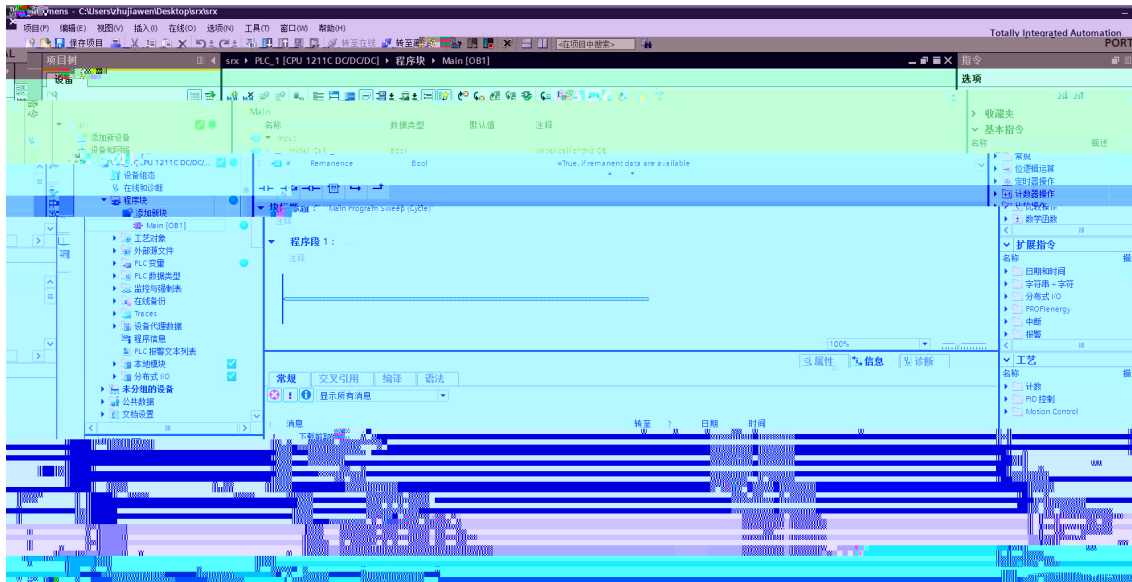 mens - C:\Users\zhujiawen\Desktop\srx\srx
项目(P) 编辑(E) 视图(V) 插入(I) 在线(O) 选项(N) 工具(T) 窗口(W) 帮助(H)
Totally Integrated Automation
PORT
保存项目
转至在线
<在项目中搜索>
项目树
srx PLC_1 [CPU 1211C DC/DC/DC] 程序块 Main [OB1]
指令
设备
选项
添加新设备
设备和网络
CPU 1211C DC/DC/...
设备组态
在线和诊断
程序块
添加新块
Main [OB1]
工艺对象
外部源文件
PLC 变量
PLC 数据类型
监控与强制表
在线备份
Traces
设备代理数据
程序信息
PLC 报警文本列表
本地模块
分布式 I/O
未分组的设备
公共数据
文档设置
Main
名称 数据类型 默认值 注释
Input
Initial_Call Bool Initial call of this OB
Remanence Bool =True, if remanent data are available
"Main Program Sweep (Cycle)"
注释
程序段 1：
注释
100%
属性 信息 诊断
常规 交叉引用 编译 语法
显示所有消息
消息 转至 ? 日期 时间
收藏夹
基本指令
名称 描述
常规
位逻辑运算
定时器操作
计数器操作
数学函数
扩展指令
名称 描
日期和时间
字符串 + 字符
分布式 I/O
PROFIenergy
中断
报警
工艺
名称 描
计数
PID 控制
Motion Control